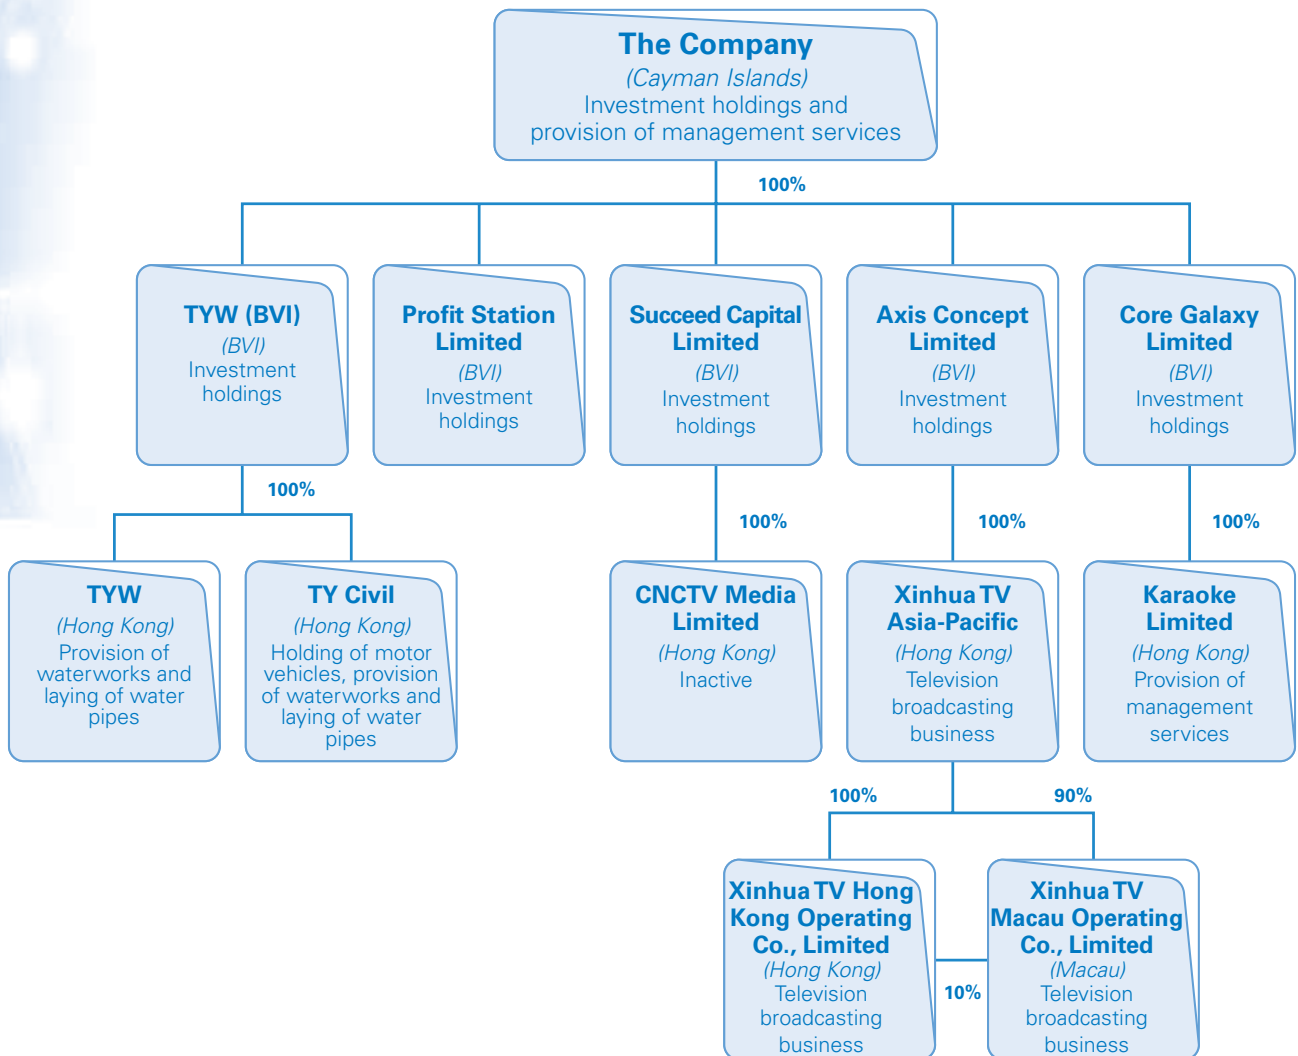 The Company
(Cayman Islands)
Investment holdings and
provision of management services
100%
TYW (BVI)
(BVI)
Investment
holdings
Profit Station
Limited
(BVI)
Investment
holdings
Succeed Capital
Limited
(BVI)
Investment
holdings
Axis Concept
Limited
(BVI)
Investment
holdings
Core Galaxy
Limited
(BVI)
Investment
holdings
100%
100%
100%
100%
TYW
(Hong Kong)
Provision of
waterworks and
laying of water
pipes
TY Civil
(Hong Kong)
Holding of motor
vehicles, provision
of waterworks and
laying of water
pipes
CNCTV Media
Limited
(Hong Kong)
Inactive
Xinhua TV
Asia-Pacific
(Hong Kong)
Television
broadcasting
business
Karaoke
Limited
(Hong Kong)
Provision of
management
services
100%
90%
Xinhua TV Hong
Kong Operating
Co., Limited
(Hong Kong)
Television
broadcasting
business
10%
Xinhua TV
Macau Operating
Co., Limited
(Macau)
Television
broadcasting
business